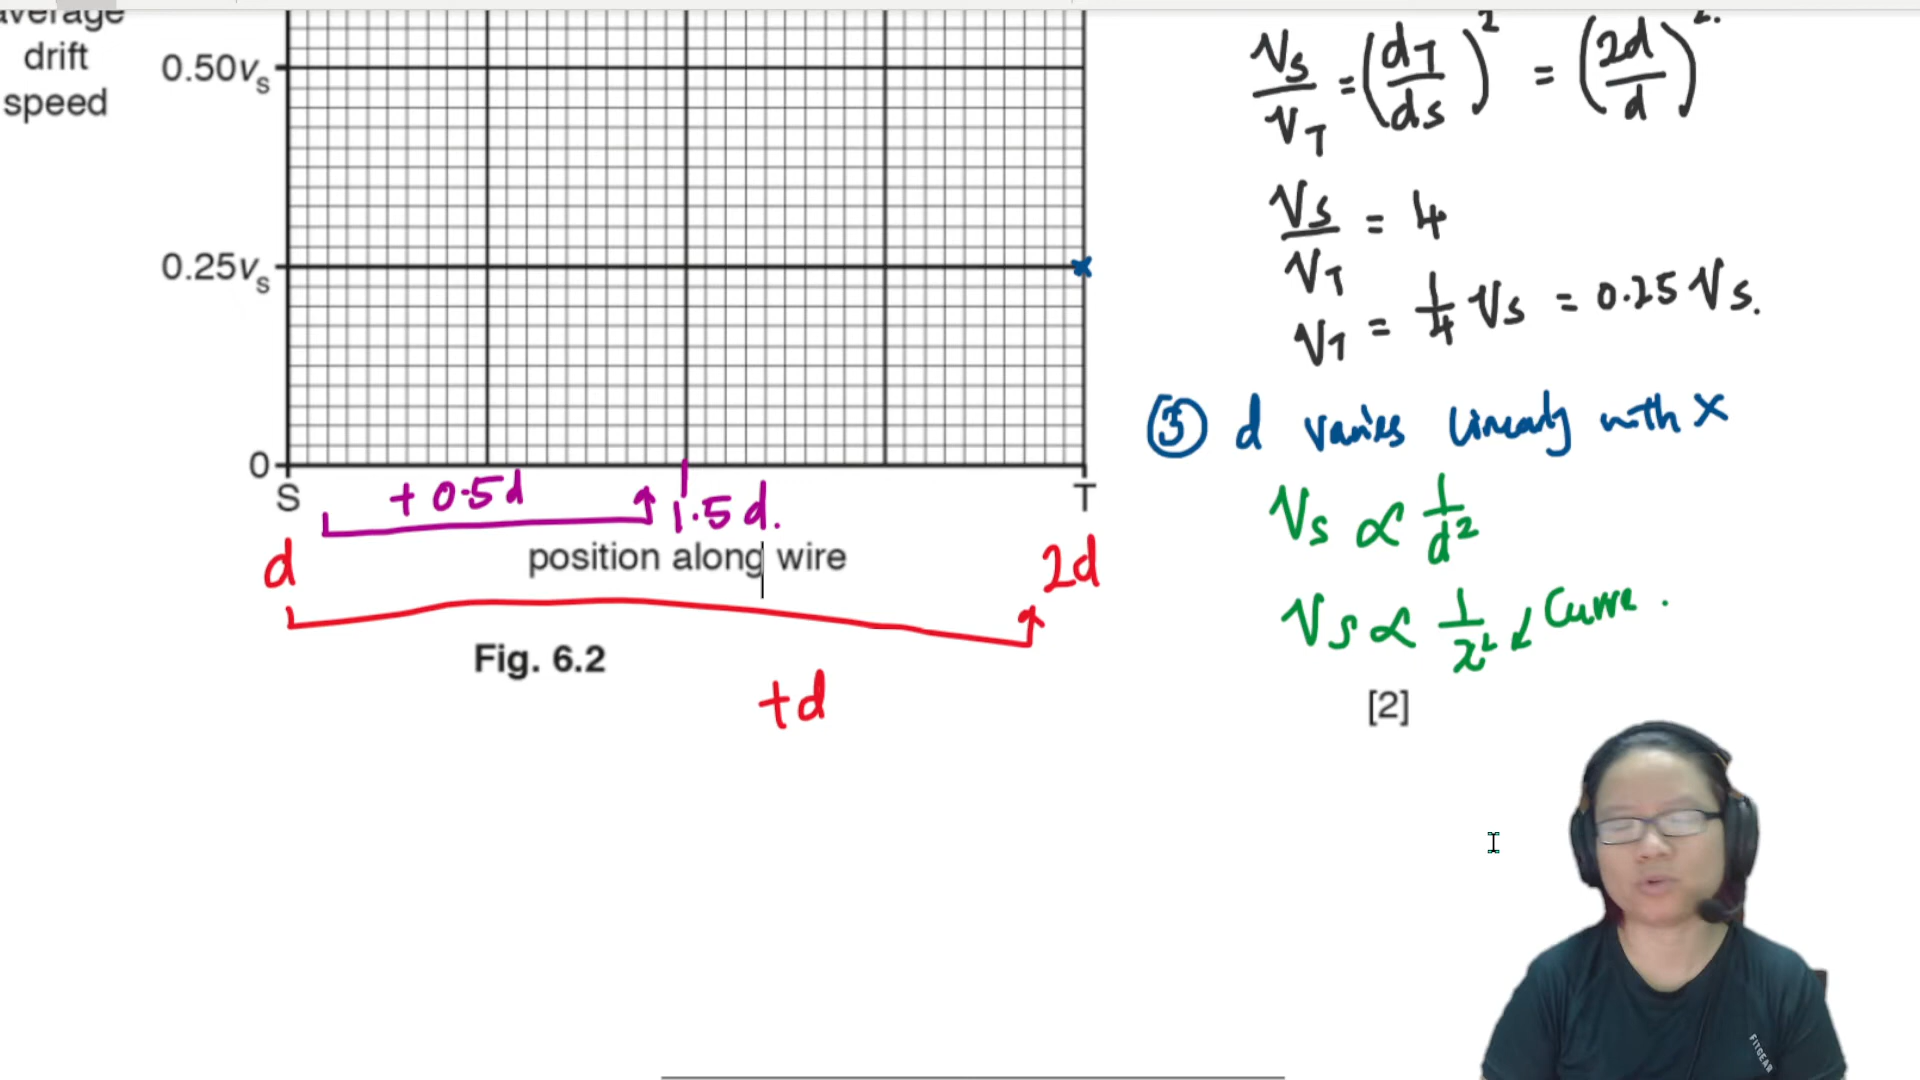 average
drift
speed
0.50vₛ
0.25vₛ
0
S
T
+ 0.5d
1.5d.
d
position along wire
2d
Fig. 6.2
+d
Vs/VT = (dT/ds)² = (2d/d)².
Vs/VT = 4
VT = 1/4 Vs = 0.25 Vs.
③ d varies linearly with x
Vs ∝ 1/d²
Vs ∝ 1/x² ↙ Curve.
[2]
FITGEAR